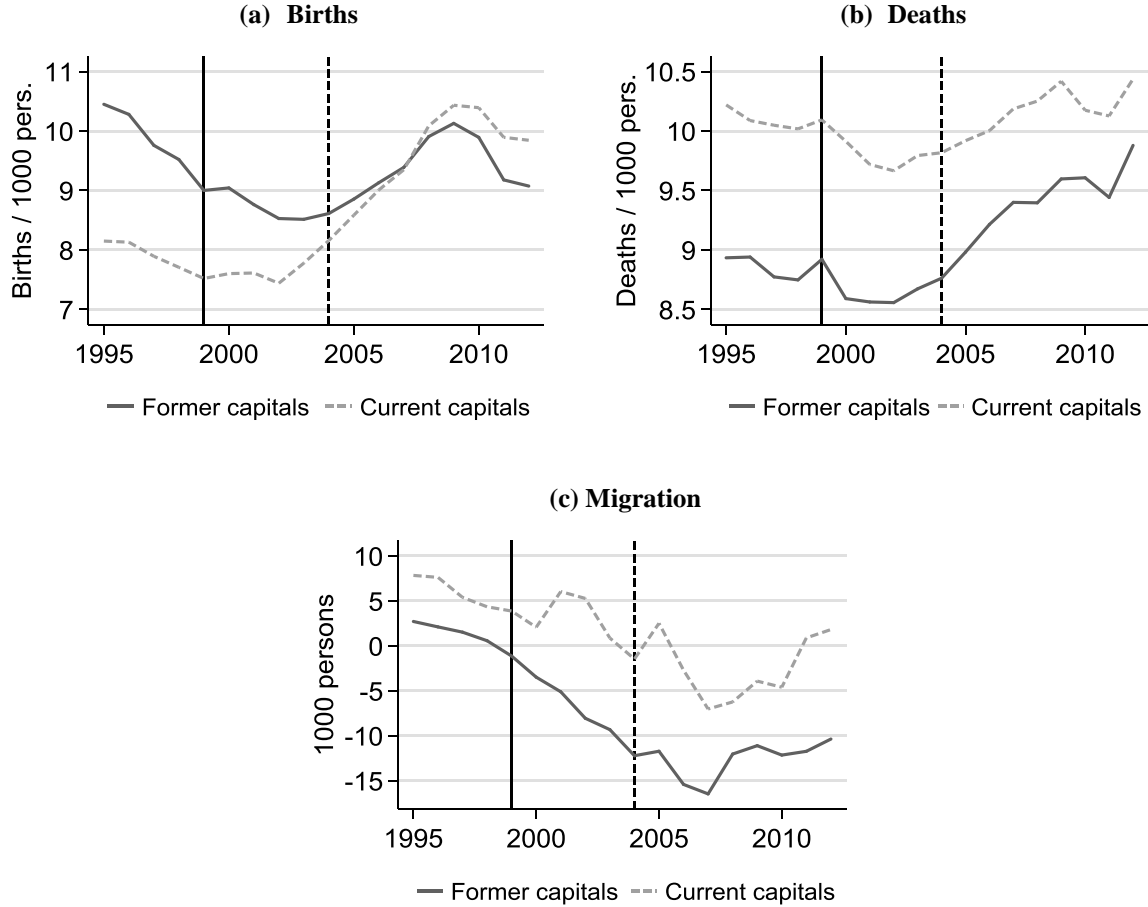 (a) Births
Births / 1000 pers.
11
10
9
8
7
1995 2000 2005 2010
Former capitals Current capitals
(b) Deaths
Deaths / 1000 pers.
10.5
10
9.5
9
8.5
1995 2000 2005 2010
Former capitals Current capitals
(c) Migration
1000 persons
10
5
0
-5
-10
-15
1995 2000 2005 2010
Former capitals Current capitals